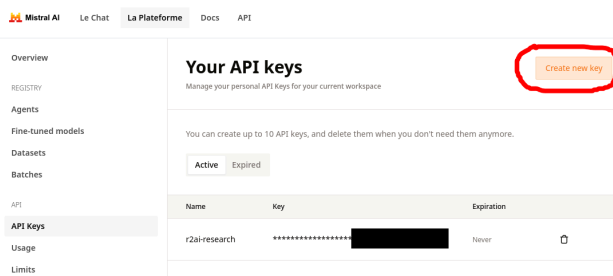 Mistral AI Le Chat La Plateforme Docs API
Overview
REGISTRY
Agents
Fine-tuned models
Datasets
Batches
API
API Keys
Usage
Limits
Your API keys
Create new key
Manage your personal API Keys for your current workspace
You can create up to 10 API keys, and delete them when you don't need them anymore.
Active Expired
Name Key Expiration
r2ai-research ****************** Never